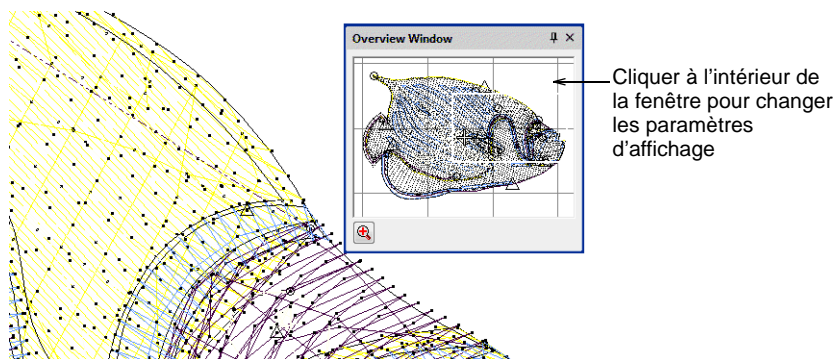 Overview Window
Cliquer à l'intérieur de
la fenêtre pour changer
les paramètres
d'affichage